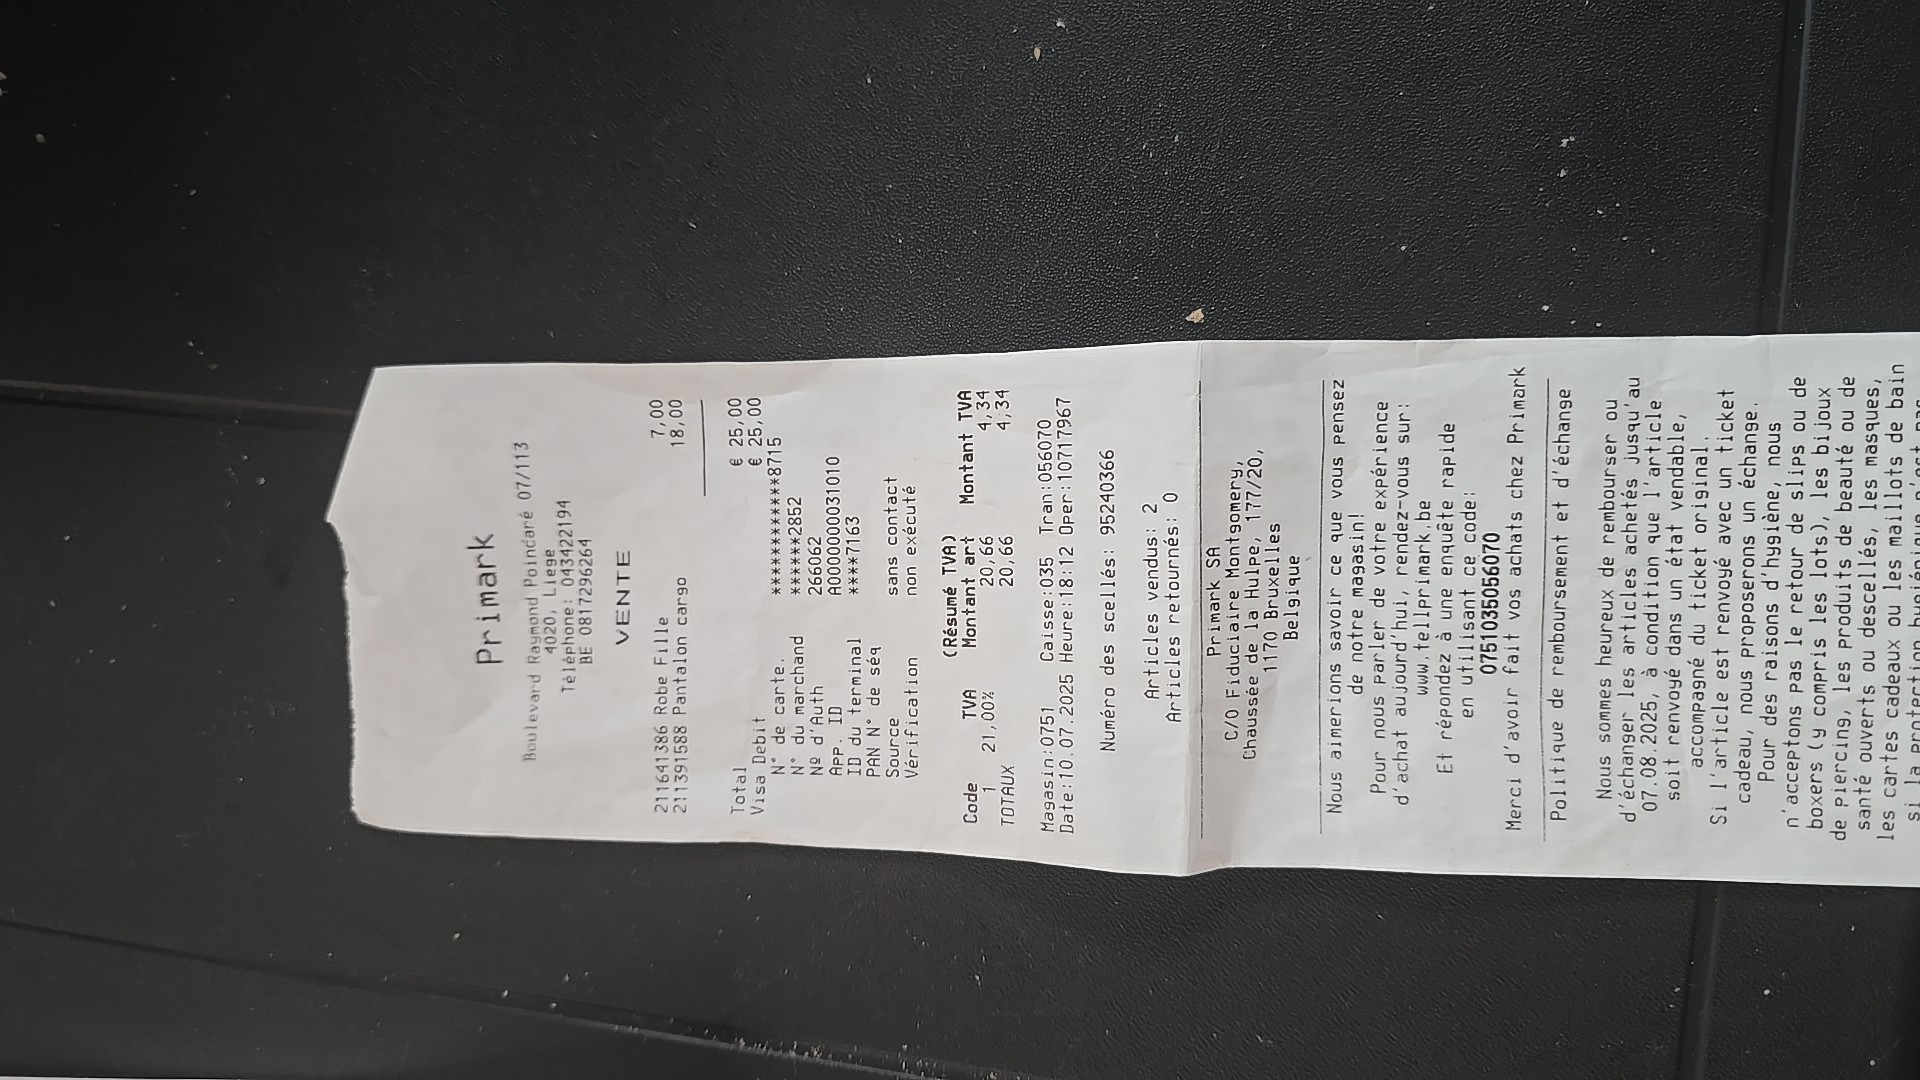 Primark
Boulevard Raymond Poincaré 07/113
4020, Liege
Téléphone: 043422194
BE 0817296264
VENTE
211641386 Robe Fille 7,00
211391588 Pantalon cargo 18,00
Total € 25,00
Visa Debit € 25,00
N° de carte. ************8715
N° du marchand ******2852
Nº d'Auth 266062
App. ID A0000000031010
ID du terminal ****7163
PAN N° de séq
Source sans contact
Vérification non exécuté
(Résumé TVA)
Code TVA Montant art Montant TVA
1 21,00% 20,66 4,34
TOTAUX 20,66 4,34
Magasin:0751 Caisse:035 Tran:056070
Date:10.07.2025 Heure:18:12 Oper:10717967
Numéro des scellés: 95240366
Articles vendus: 2
Articles retournés: 0
Primark SA
C/O Fiduciaire Montgomery,
Chaussée de la Hulpe, 177/20,
1170 Bruxelles
Belgique
Nous aimerions savoir ce que vous pensez
de notre magasin!
Pour nous parler de votre expérience
d'achat aujourd'hui, rendez-vous sur:
www.tellprimark.be
Et répondez à une enquête rapide
en utilisant ce code:
0751035056070
Merci d'avoir fait vos achats chez Primark
Politique de remboursement et d'échange
Nous sommes heureux de rembourser ou
d'échanger les articles achetés jusqu'au
07.08.2025, à condition que l'article
soit renvoyé dans un état vendable,
accompagné du ticket original.
Si l'article est renvoyé avec un ticket
cadeau, nous proposerons un échange.
Pour des raisons d'hygiène, nous
n'acceptons pas le retour de slips ou de
boxers (y compris les lots), les bijoux
de piercing, les produits de beauté ou de
santé ouverts ou descellés, les masques,
les cartes cadeaux ou les maillots de bain
si la protection hygiénique n'est pas